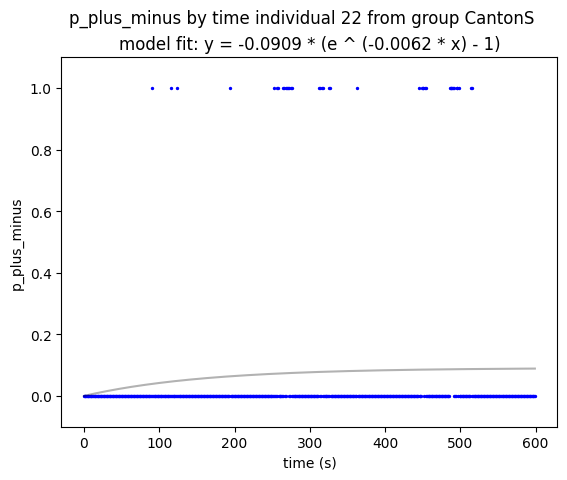 p_plus_minus by time individual 22 from group CantonS
model fit: y = -0.0909 * (e ^ (-0.0062 * x) - 1)
1.0
0.8
0.6
0.4
0.2
0.0
p_plus_minus
0 100 200 300 400 500 600
time (s)